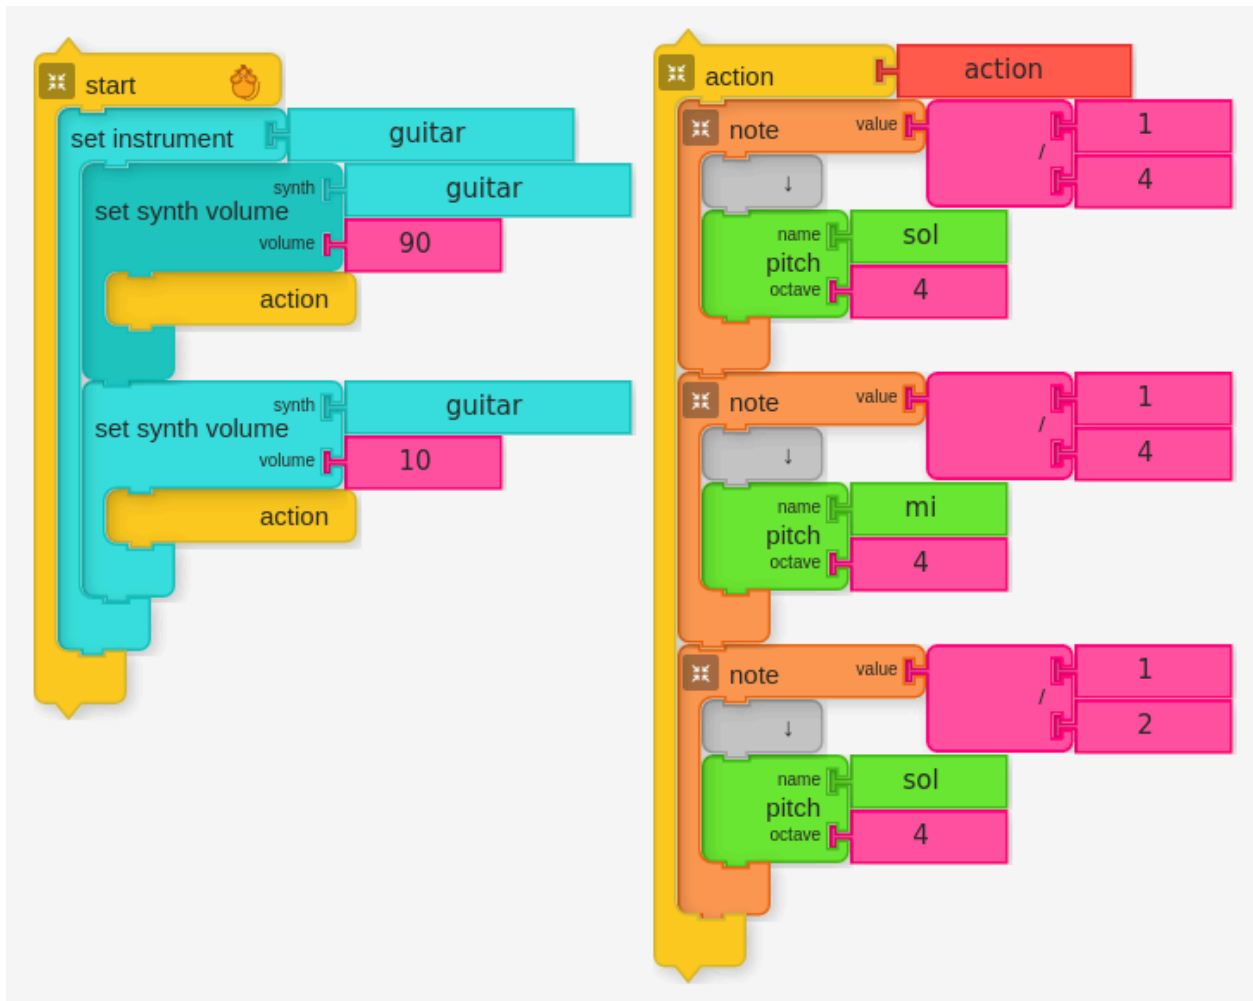 start
set instrument
guitar
synth
guitar
set synth volume
volume
90
action
synth
guitar
set synth volume
volume
10
action
action
action
note
value
1
/
4
↓
name
sol
pitch
octave
4
note
value
1
/
4
↓
name
mi
pitch
octave
4
note
value
1
/
2
↓
name
sol
pitch
octave
4